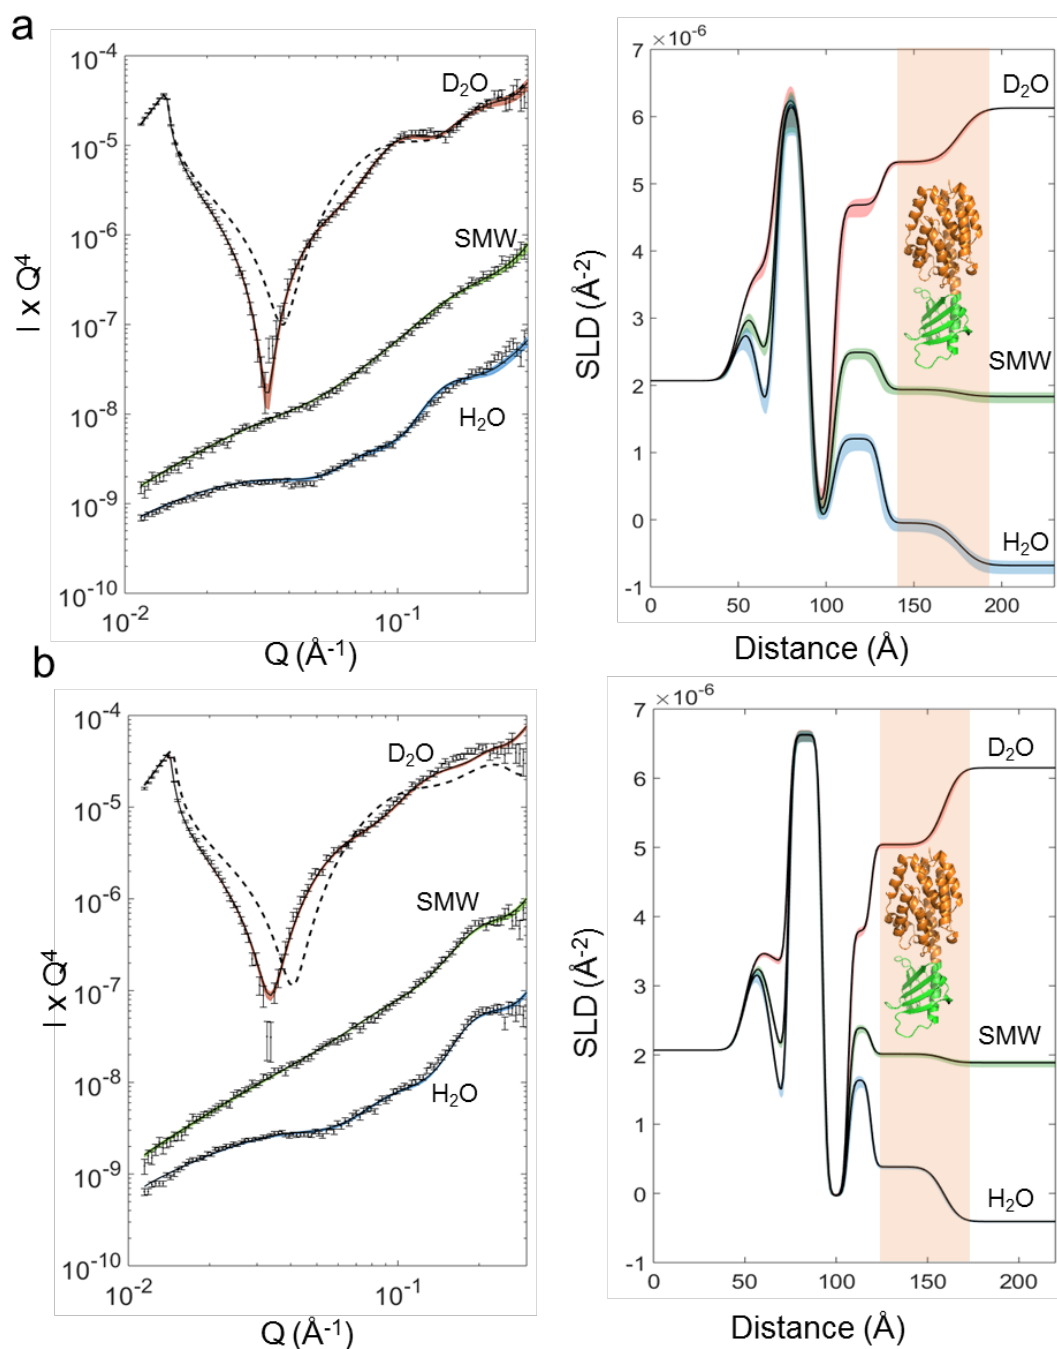 a
10⁻⁴
10⁻⁵
10⁻⁶
10⁻⁷
10⁻⁸
10⁻⁹
10⁻¹⁰
I x Q⁴
D₂O
SMW
H₂O
10⁻² 10⁻¹
Q (Å⁻¹)
×10⁻⁶
7
6
5
4
3
2
1
0
-1
SLD (Å⁻²)
D₂O
SMW
H₂O
0 50 100 150 200
Distance (Å)
b
10⁻⁴
10⁻⁵
10⁻⁶
10⁻⁷
10⁻⁸
10⁻⁹
10⁻¹⁰
I x Q⁴
D₂O
SMW
H₂O
10⁻² 10⁻¹
Q (Å⁻¹)
×10⁻⁶
7
6
5
4
3
2
1
0
-1
SLD (Å⁻²)
D₂O
SMW
H₂O
0 50 100 150 200
Distance (Å)